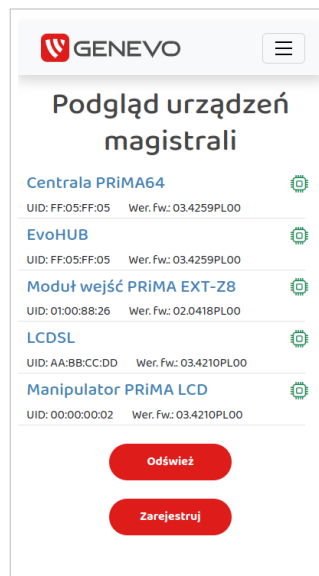 GENEVO
Podgląd urządzeń
magistrali
Centrala PRiMA64
UID: FF:05:FF:05 Wer. fw.: 03.4259PL00
EvoHUB
UID: FF:05:FF:05 Wer. fw.: 03.4259PL00
Moduł wejść PRiMA EXT-Z8
UID: 01:00:88:26 Wer. fw.: 02.0418PL00
LCDSL
UID: AA:BB:CC:DD Wer. fw.: 03.4210PL00
Manipulator PRiMA LCD
UID: 00:00:00:02 Wer. fw.: 03.4210PL00
Odśwież
Zarejestruj